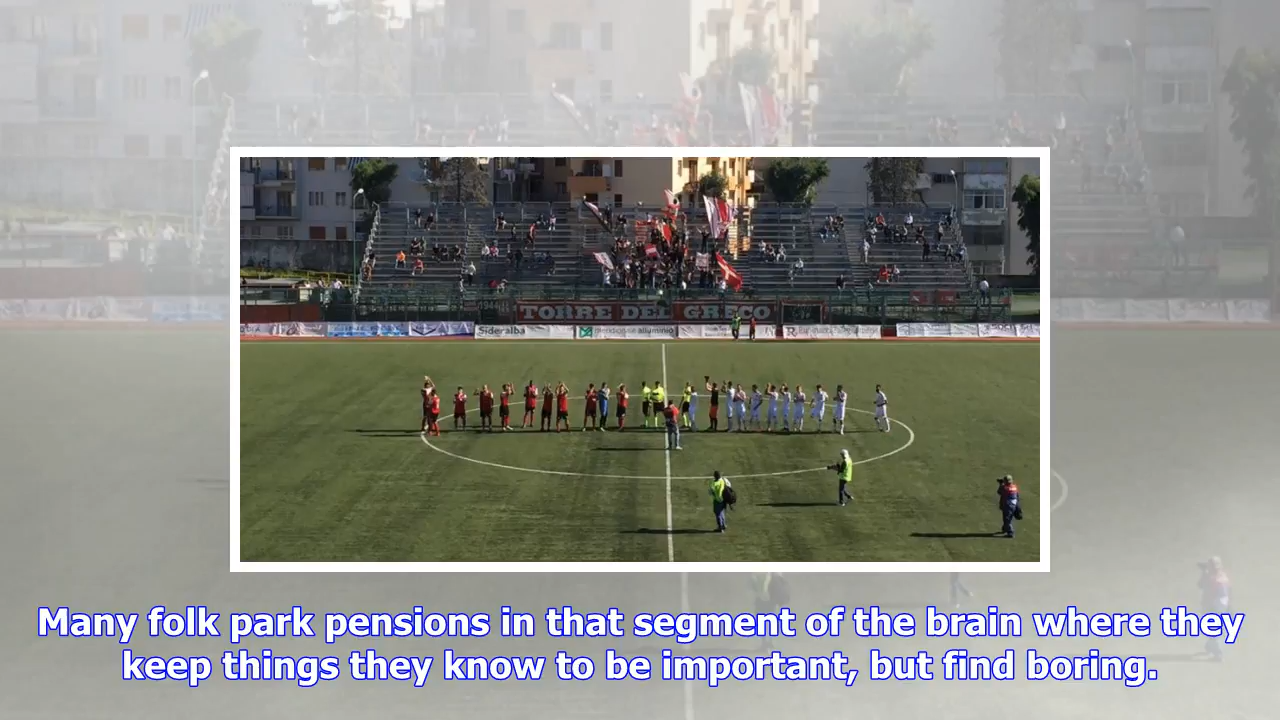 TORRE DEL GRECO
Sideralba
Many folk park pensions in that segment of the brain where they
keep things they know to be important, but find boring.